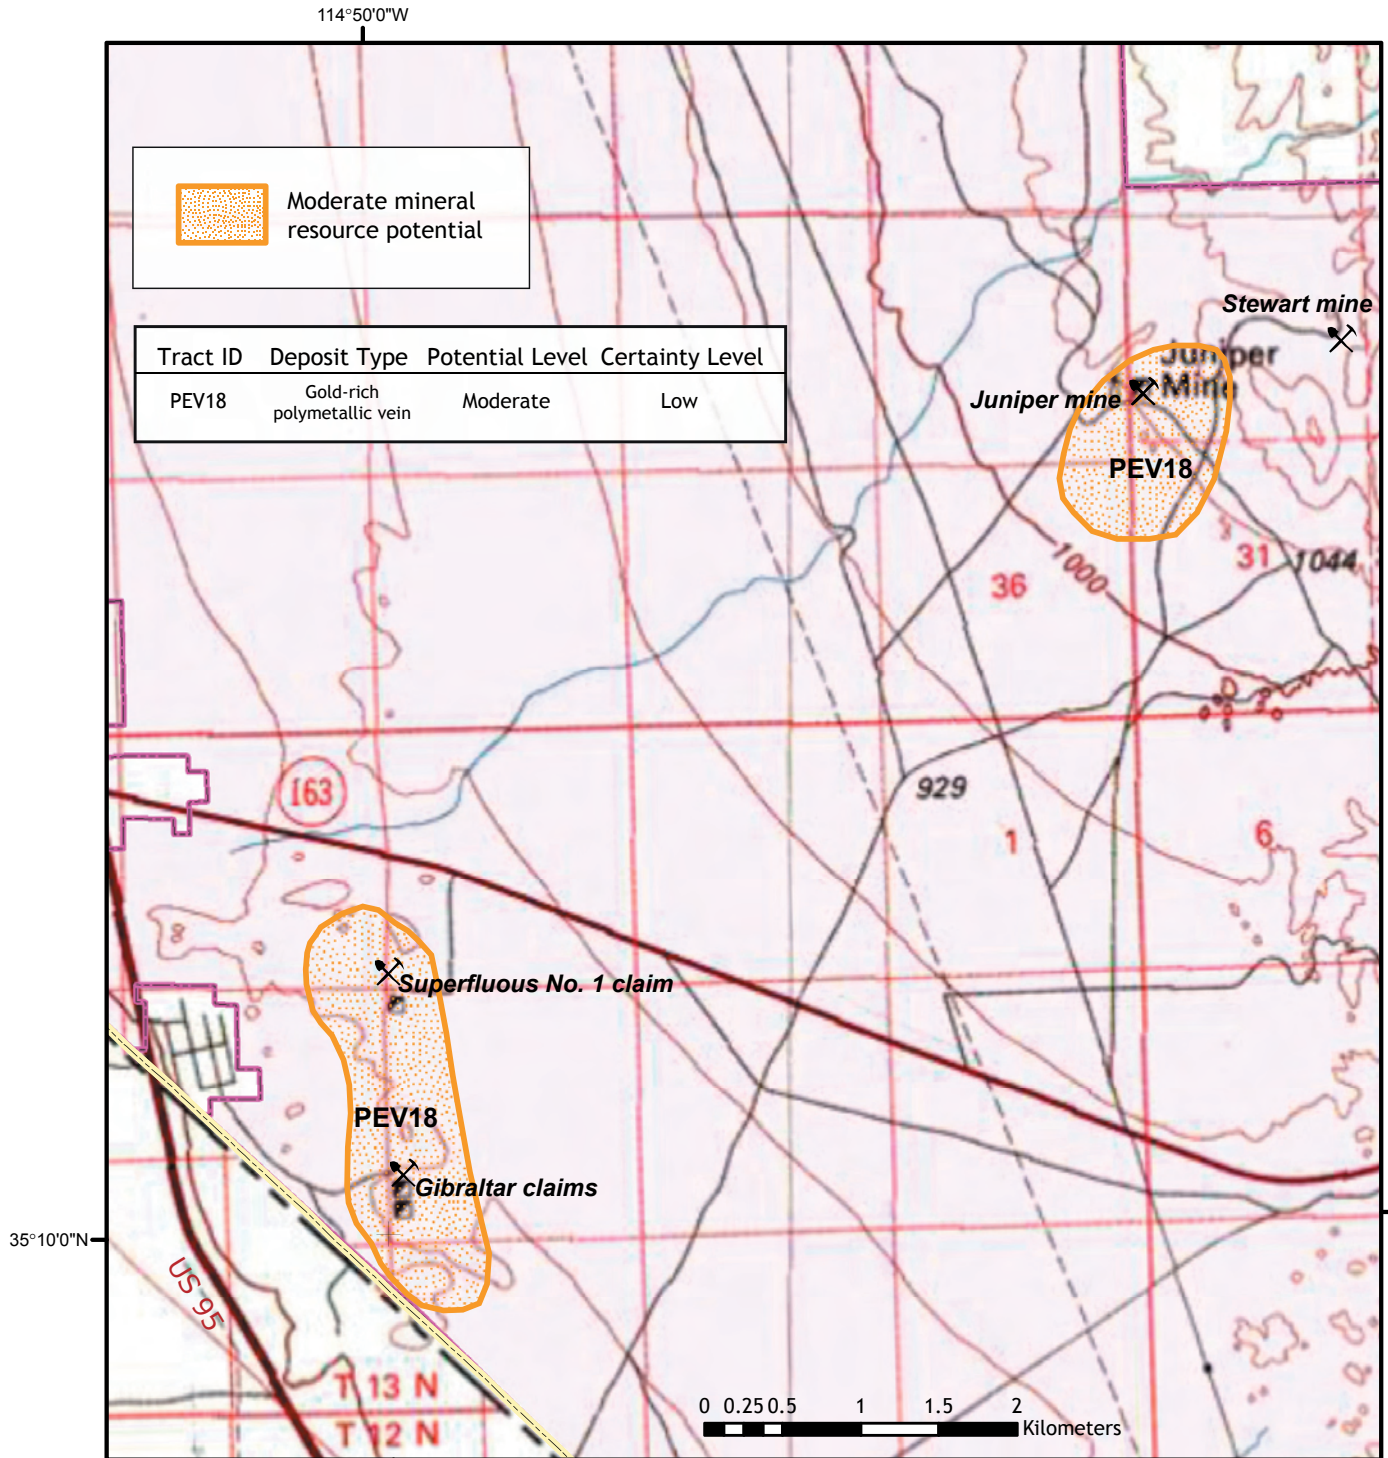 114°50'0"W
Moderate mineral
resource potential
Tract ID Deposit Type Potential Level Certainty Level
PEV18 Gold-rich polymetallic vein Moderate Low
Stewart mine
Juniper
Mine
Juniper mine
PEV18
36
1000
31
1044
163
929
1
6
Superfluous No. 1 claim
PEV18
Gibraltar claims
35°10'0"N
US 95
T 13 N
T 12 N
0 0.25 0.5 1 1.5 2
Kilometers